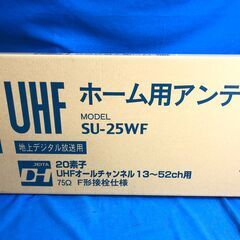 UHF
ホーム用アンテ
MODEL
SU-25WF
地上デジタル放送用
JEITA
DH
20素子
UHFオールチャンネル13～52ch用
75Ω F形接栓仕様